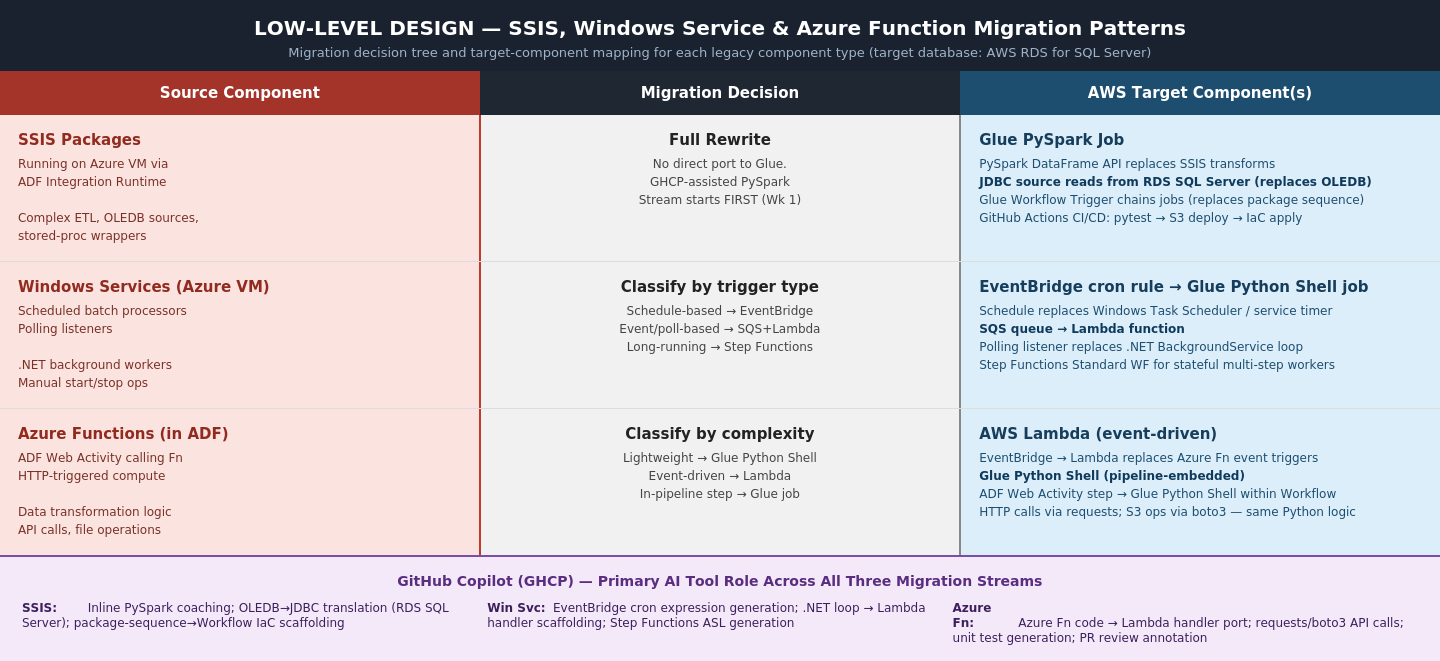 LOW-LEVEL DESIGN — SSIS, Windows Service & Azure Function Migration Patterns
Migration decision tree and target-component mapping for each legacy component type (target database: AWS RDS for SQL Server)
Source Component
Migration Decision
AWS Target Component(s)
SSIS Packages
Running on Azure VM via
ADF Integration Runtime
Complex ETL, OLEDB sources,
stored-proc wrappers
Full Rewrite
No direct port to Glue.
GHCP-assisted PySpark
Stream starts FIRST (Wk 1)
Glue PySpark Job
PySpark DataFrame API replaces SSIS transforms
JDBC source reads from RDS SQL Server (replaces OLEDB)
Glue Workflow Trigger chains jobs (replaces package sequence)
GitHub Actions CI/CD: pytest → S3 deploy → IaC apply
Windows Services (Azure VM)
Scheduled batch processors
Polling listeners
.NET background workers
Manual start/stop ops
Classify by trigger type
Schedule-based → EventBridge
Event/poll-based → SQS+Lambda
Long-running → Step Functions
EventBridge cron rule → Glue Python Shell job
Schedule replaces Windows Task Scheduler / service timer
SQS queue → Lambda function
Polling listener replaces .NET BackgroundService loop
Step Functions Standard WF for stateful multi-step workers
Azure Functions (in ADF)
ADF Web Activity calling Fn
HTTP-triggered compute
Data transformation logic
API calls, file operations
Classify by complexity
Lightweight → Glue Python Shell
Event-driven → Lambda
In-pipeline step → Glue job
AWS Lambda (event-driven)
EventBridge → Lambda replaces Azure Fn event triggers
Glue Python Shell (pipeline-embedded)
ADF Web Activity step → Glue Python Shell within Workflow
HTTP calls via requests; S3 ops via boto3 — same Python logic
GitHub Copilot (GHCP) — Primary AI Tool Role Across All Three Migration Streams
SSIS: Inline PySpark coaching; OLEDB→JDBC translation (RDS SQL
Server); package-sequence→Workflow IaC scaffolding
Win Svc: EventBridge cron expression generation; .NET loop → Lambda
handler scaffolding; Step Functions ASL generation
Azure
Fn: Azure Fn code → Lambda handler port; requests/boto3 API calls;
unit test generation; PR review annotation